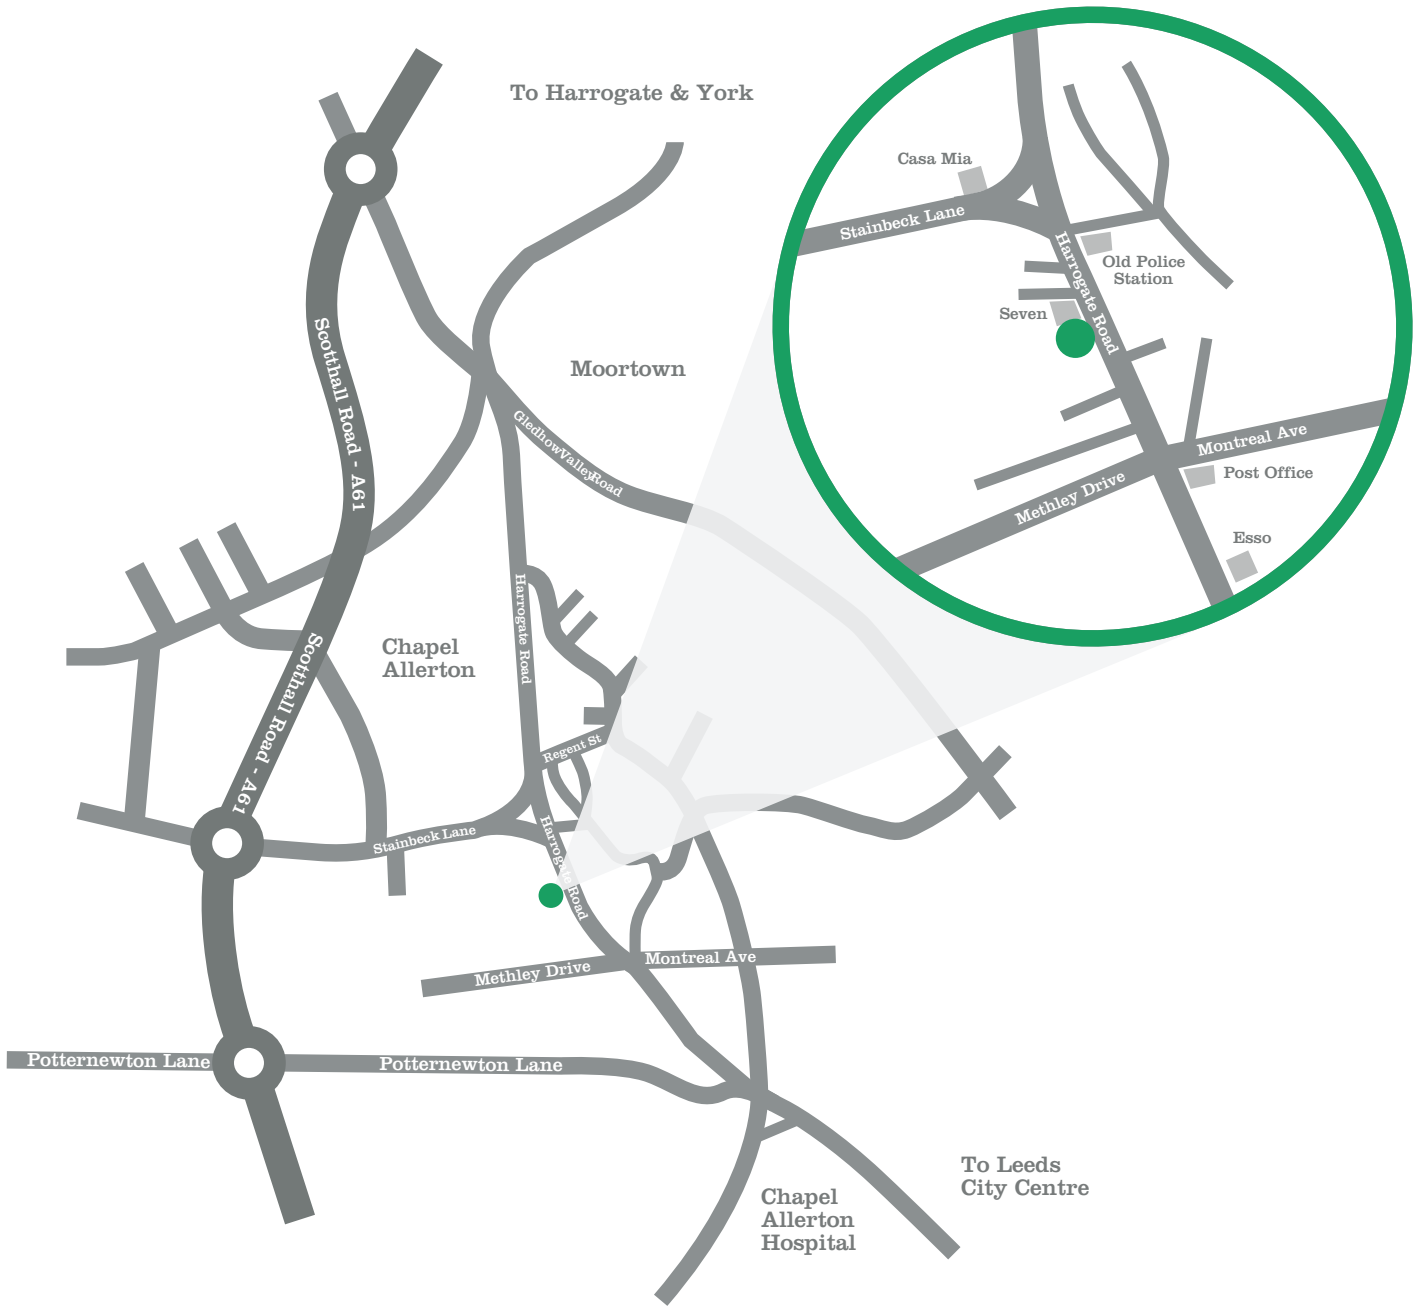 To Harrogate & York
Casa Mia
Stainbeck Lane
Harrogate Road
Old Police
Station
Seven
Scotthall Road - A61
Moortown
Gledhow Valley Road
Montreal Ave
Post Office
Methley Drive
Esso
Harrogate Road
Chapel
Allerton
Scotthall Road - A61
Regent St
Stainbeck Lane
Harrogate Road
Montreal Ave
Methley Drive
Potternewton Lane
Potternewton Lane
To Leeds
City Centre
Chapel
Allerton
Hospital